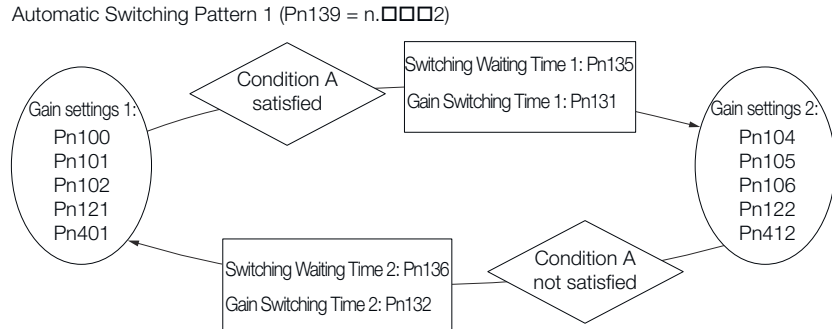 Automatic Switching Pattern 1 (Pn139 = n.□□□2)
Gain settings 1:
Pn100
Pn101
Pn102
Pn121
Pn401
Condition A
satisfied
Switching Waiting Time 1: Pn135
Gain Switching Time 1: Pn131
Gain settings 2:
Pn104
Pn105
Pn106
Pn122
Pn412
Condition A
not satisfied
Switching Waiting Time 2: Pn136
Gain Switching Time 2: Pn132